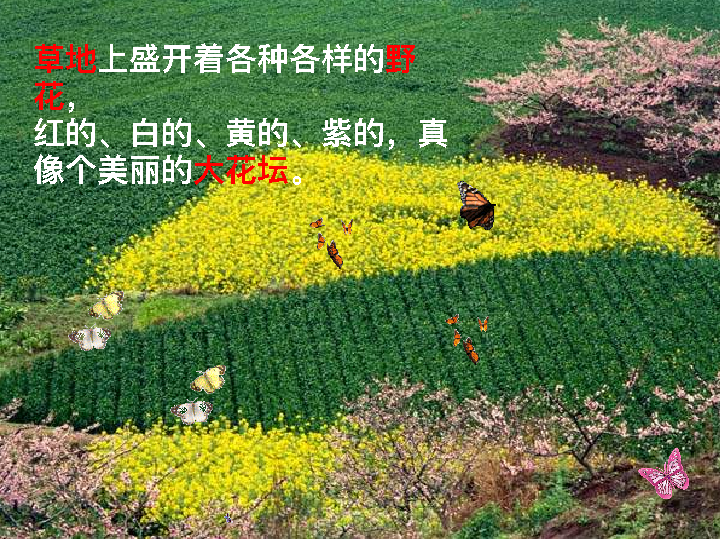 草地上盛开着各种各样的野
花，
红的、白的、黄的、紫的，真
像个美丽的大花坛。